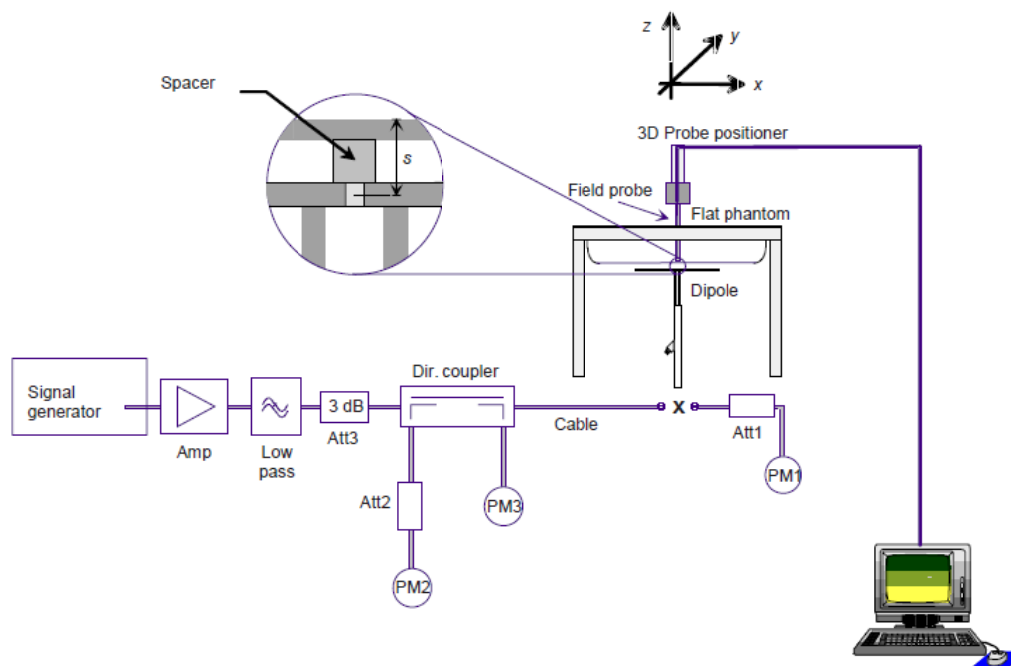 z
y
x
Spacer
s
3D Probe positioner
Field probe
Flat phantom
Dipole
Signal
generator
Amp
Low
pass
3 dB
Att3
Dir. coupler
Cable
X
Att1
PM1
Att2
PM3
PM2